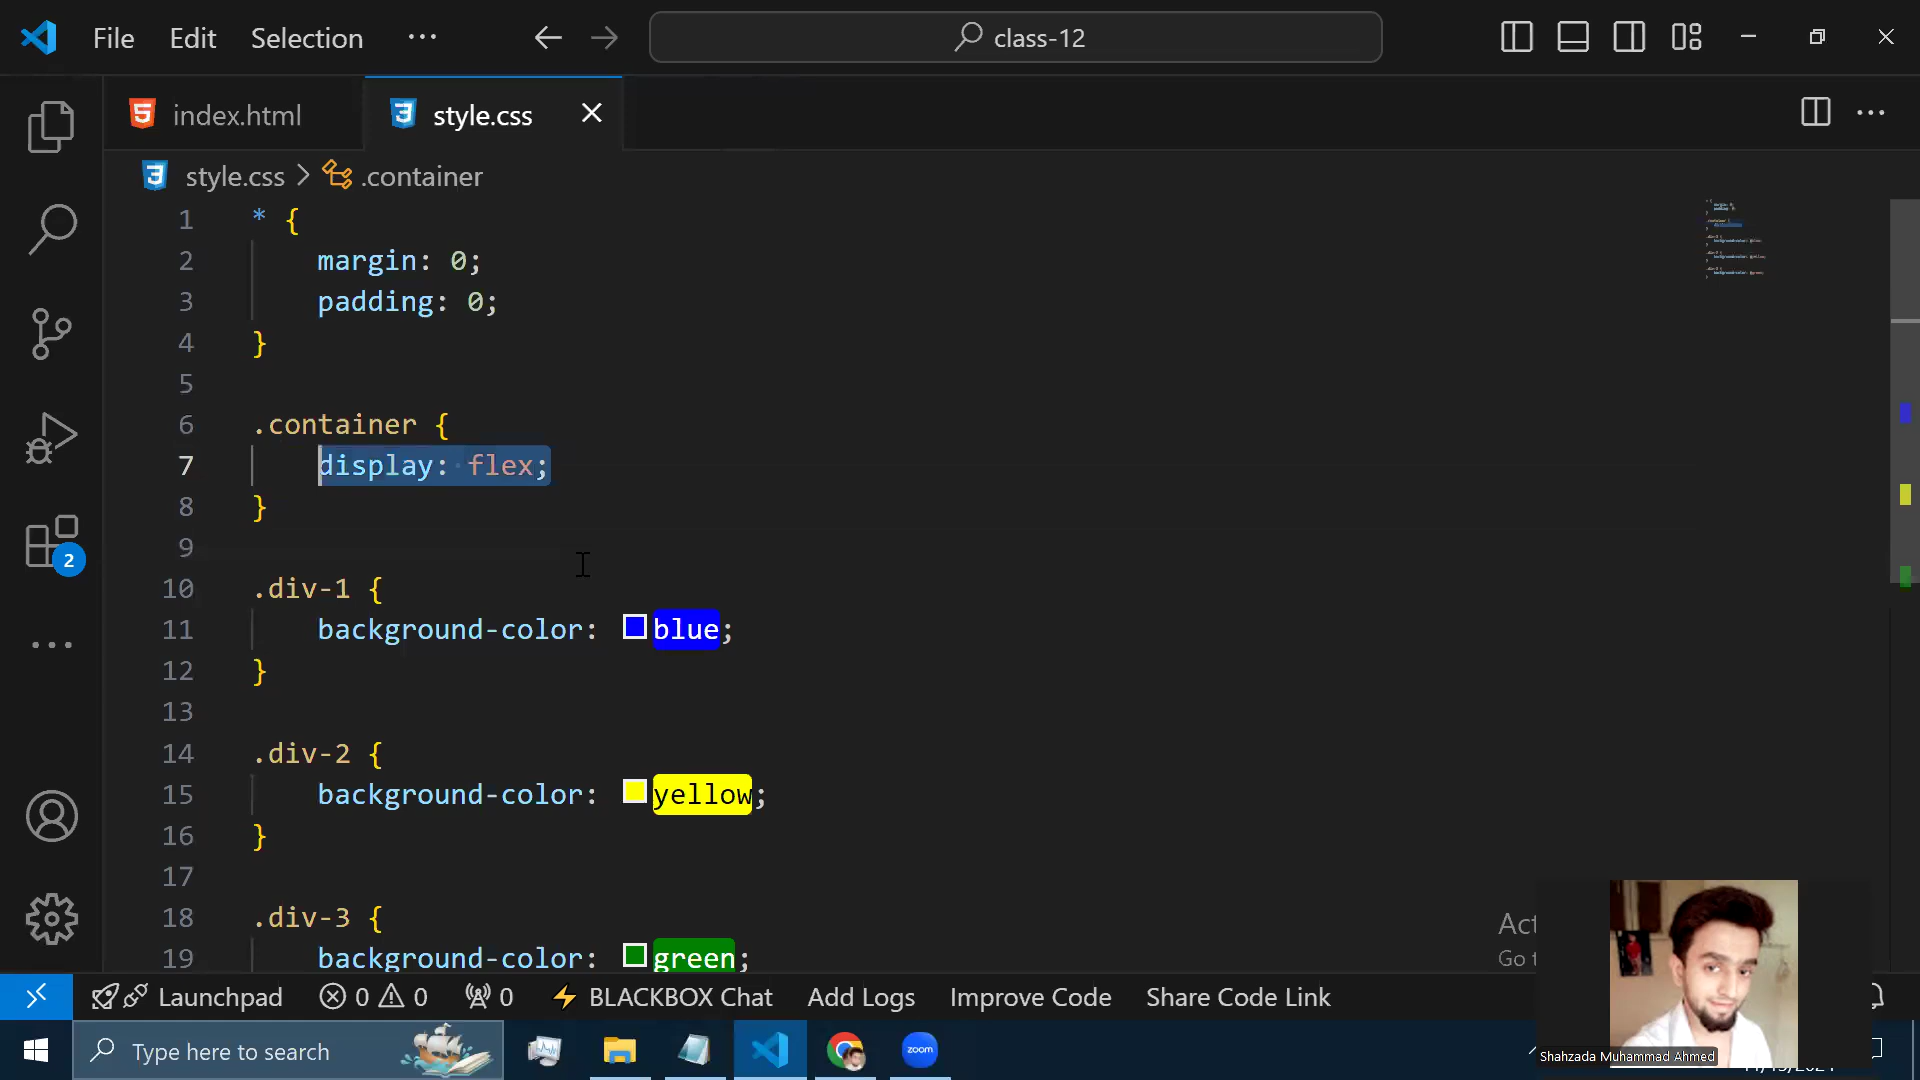 File Edit Selection ··· class-12
index.html style.css
style.css > .container
1 * {
2 margin: 0;
3 padding: 0;
4 }
5
6 .container {
7 display: flex;
8 }
9
10 .div-1 {
11 background-color: blue;
12 }
13
14 .div-2 {
15 background-color: yellow;
16 }
17
18 .div-3 {
19 background-color: green;
2
Launchpad 0 0 0 BLACKBOX Chat Add Logs Improve Code Share Code Link
Type here to search zoom
Shahzada Muhammad Ahmed